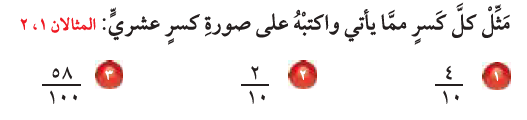 مَثِّلْ كلَّ كَسرٍ ممَّا يأتي واكتبْهُ على صورةِ كسرٍ عشريٍّ: المثالان ١، ٢
١ ٤/١٠ ٢ ٢/١٠ ٣ ٥٨/١٠٠